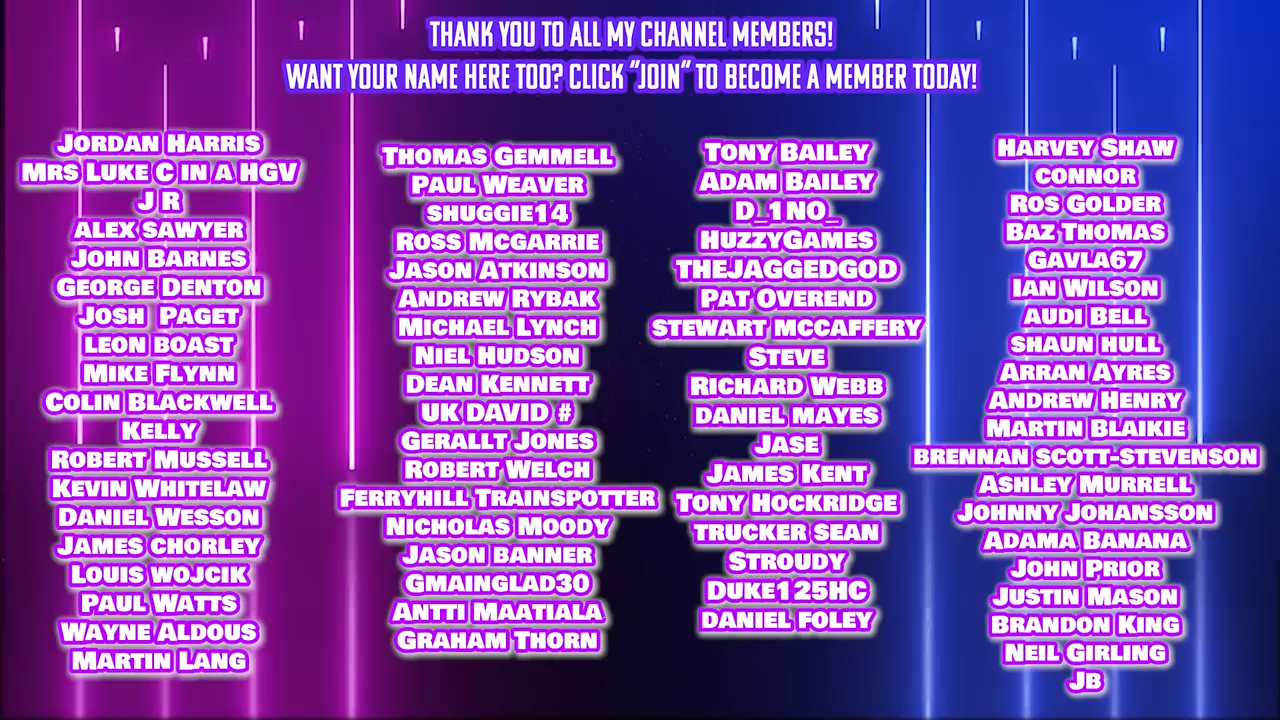 THANK YOU TO ALL MY CHANNEL MEMBERS!
WANT YOUR NAME HERE TOO? CLICK "JOIN" TO BECOME A MEMBER TODAY!
JORDAN HARRIS
MRS LUKE C IN A HGV
J R
ALEX SAWYER
JOHN BARNES
GEORGE DENTON
JOSH PAGET
LEON BOAST
MIKE FLYNN
COLIN BLACKWELL
KELLY
ROBERT MUSSELL
KEVIN WHITELAW
DANIEL WESSON
JAMES CHORLEY
LOUIS WOJCIK
PAUL WATTS
WAYNE ALDOUS
MARTIN LANG
THOMAS GEMMELL
PAUL WEAVER
SHUGGIE14
ROSS MCGARRIE
JASON ATKINSON
ANDREW RYBAK
MICHAEL LYNCH
NIEL HUDSON
DEAN KENNETT
UK DAVID #
GERALLT JONES
ROBERT WELCH
FERRYHILL TRAINSPOTTER
NICHOLAS MOODY
JASON BANNER
GMAINGLAD30
ANTTI MAATIALA
GRAHAM THORN
TONY BAILEY
ADAM BAILEY
D_1NO_
HUZZYGAMES
THEJAGGEDGOD
PAT OVEREND
STEWART MCCAFFERY
STEVE
RICHARD WEBB
DANIEL MAYES
JASE
JAMES KENT
TONY HOCKRIDGE
TRUCKER SEAN
STROUDY
DUKE125HC
DANIEL FOLEY
HARVEY SHAW
CONNOR
ROS GOLDER
BAZ THOMAS
GAVLA67
IAN WILSON
AUDI BELL
SHAUN HULL
ARRAN AYRES
ANDREW HENRY
MARTIN BLAIKIE
BRENNAN SCOTT-STEVENSON
ASHLEY MURRELL
JOHNNY JOHANSSON
ADAMA BANANA
JOHN PRIOR
JUSTIN MASON
BRANDON KING
NEIL GIRLING
JB